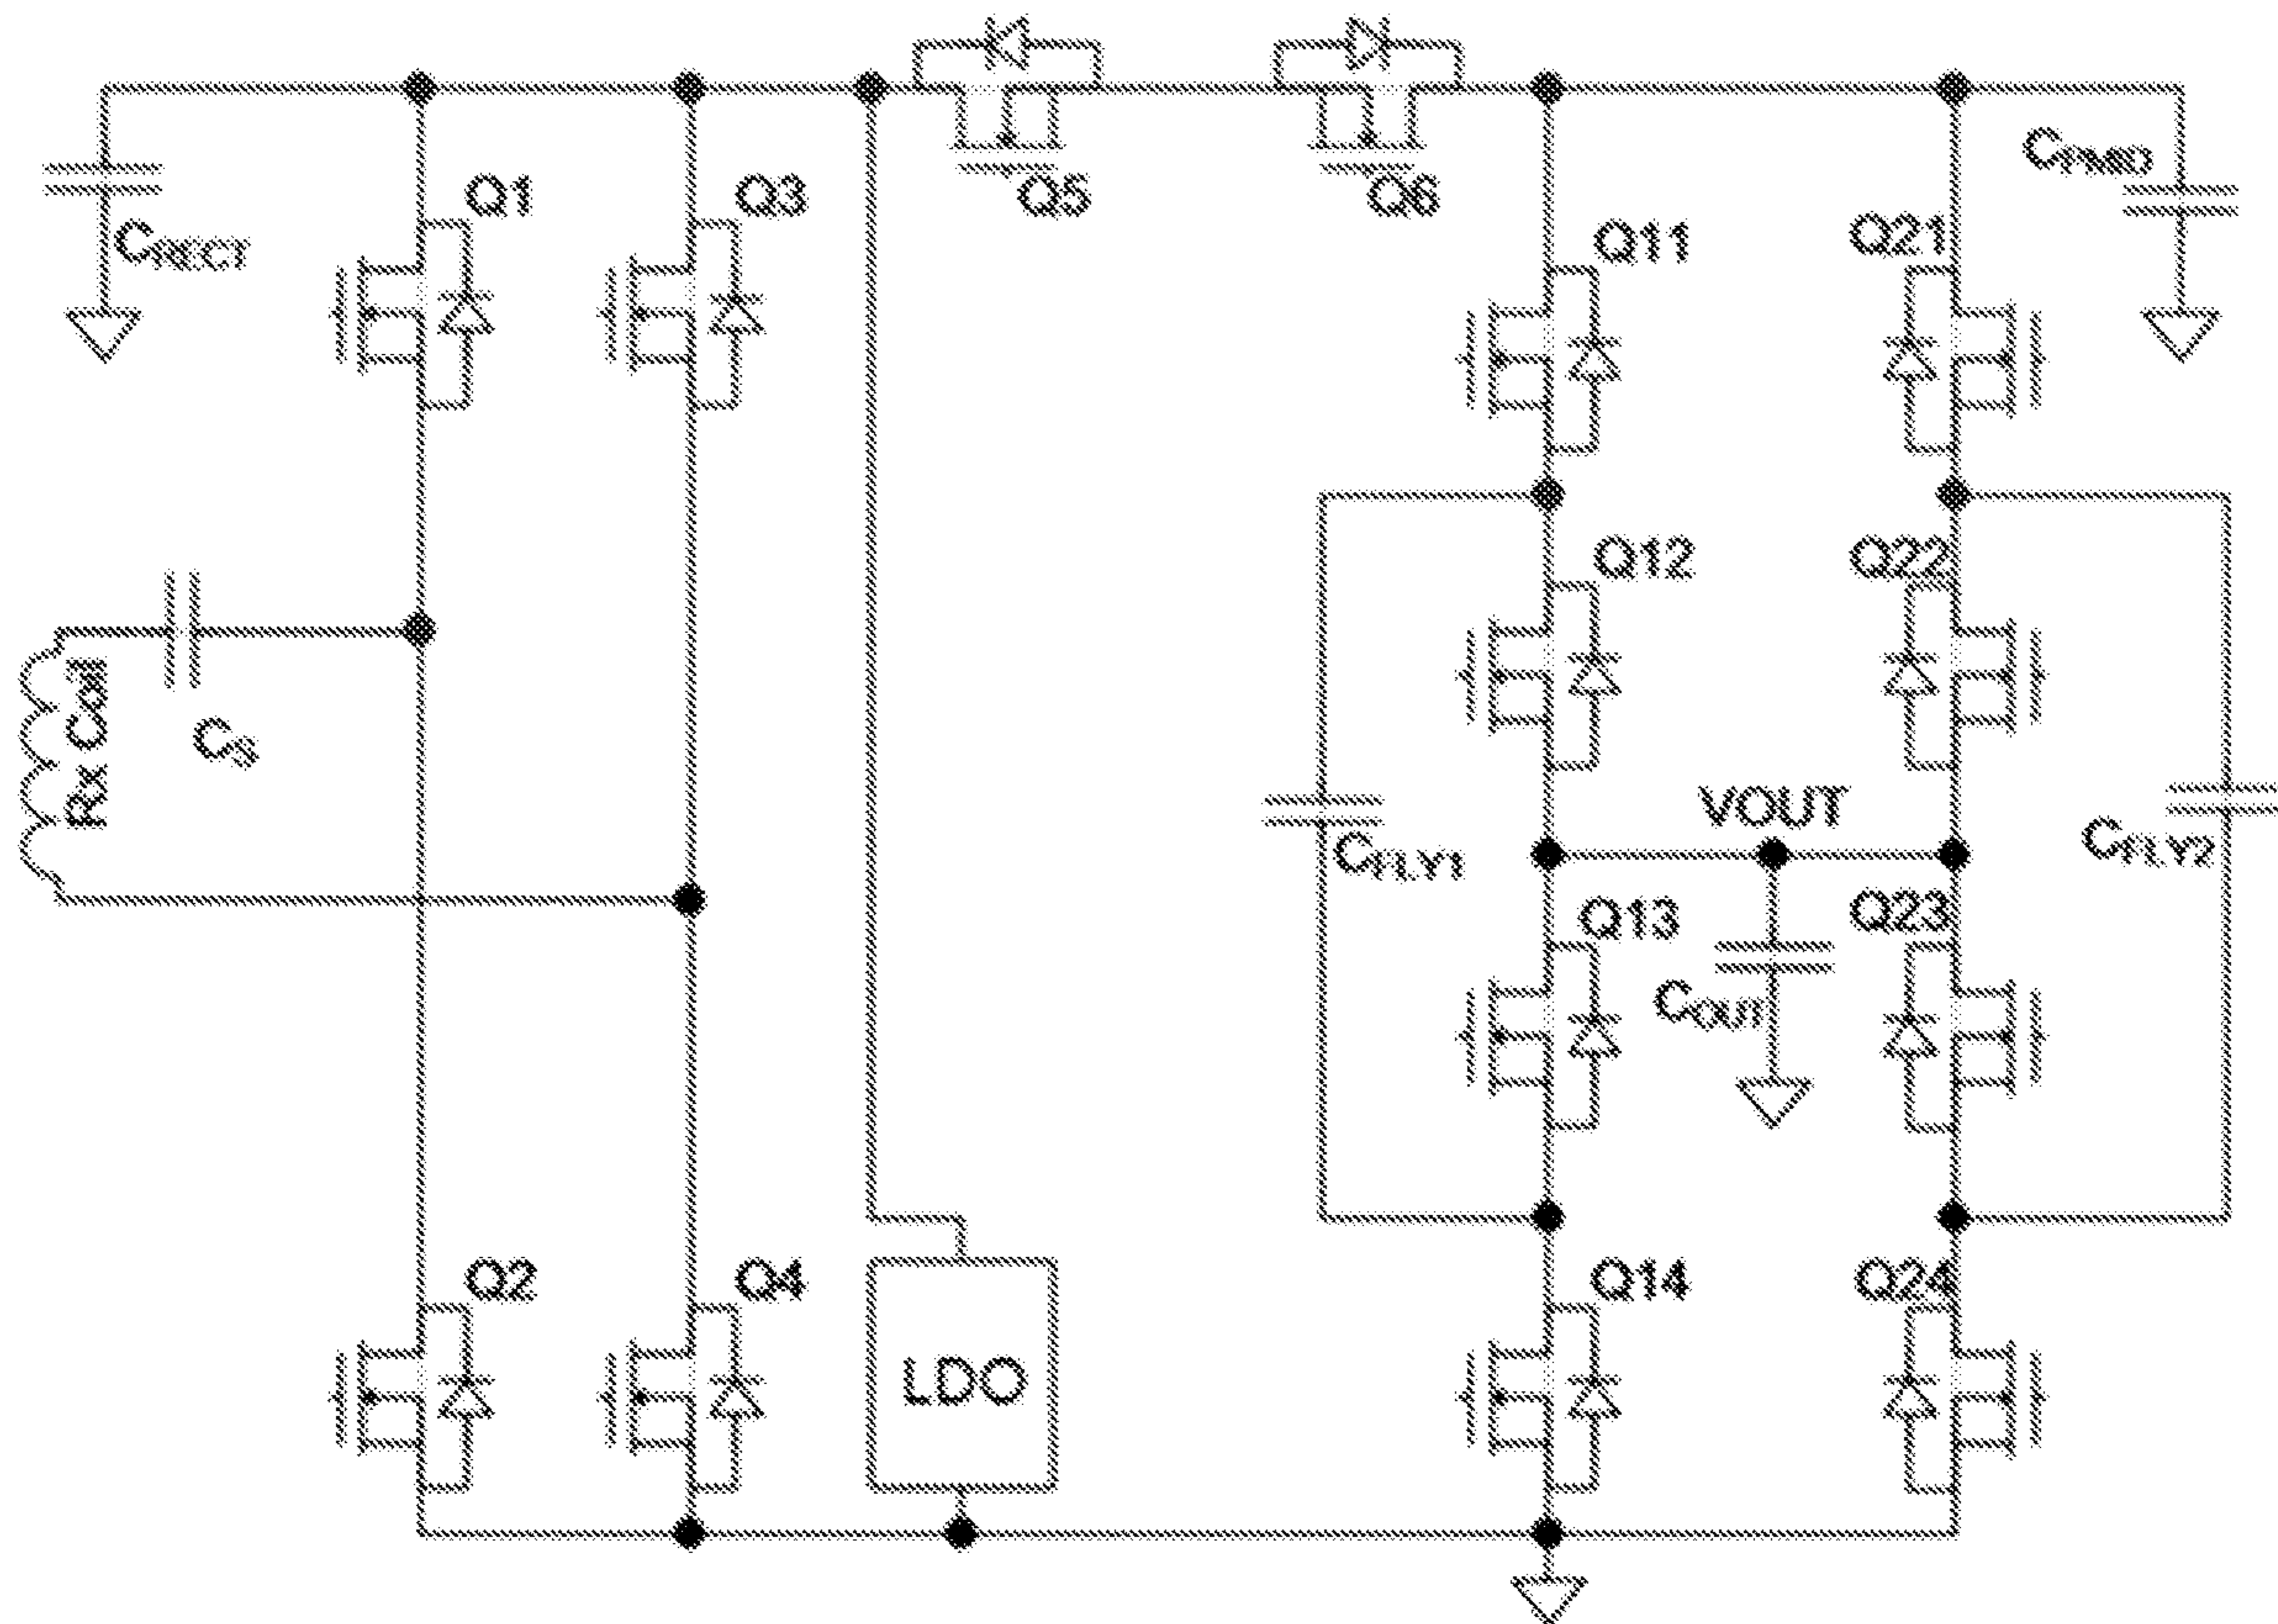 Q1
Q3
Q5
Q6
CPMID
CRECT
Q11
Q21
Q12
Q22
Rx Coil
CS
VOUT
CFLY1
CFLY2
Q13
Q23
COUT
Q2
Q4
Q14
Q24
LDO